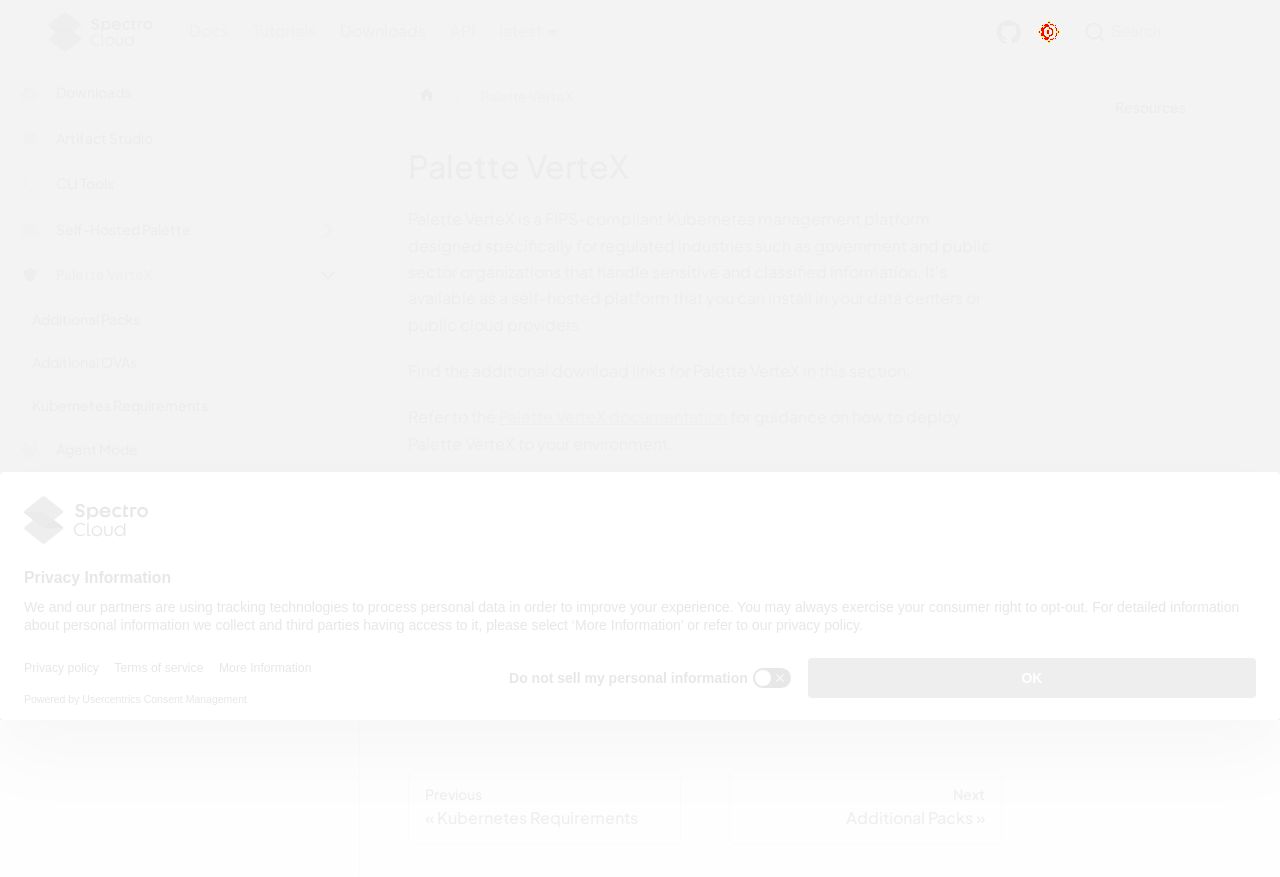 Spectro
Cloud
Docs
Tutorials
Downloads
API
latest
Search
Downloads
Artifact Studio
CLI Tools
Self-Hosted Palette
Palette VerteX
Additional Packs
Additional OVAs
Kubernetes Requirements
Agent Mode
Palette VerteX
Resources
Palette VerteX
Palette VerteX is a FIPS-compliant Kubernetes management platform
designed specifically for regulated industries such as government and public
sector organizations that handle sensitive and classified information. It's
available as a self-hosted platform that you can install in your data centers or
public cloud providers.
Find the additional download links for Palette VerteX in this section.
Refer to the Palette VerteX documentation for guidance on how to deploy
Palette VerteX to your environment.
Spectro
Cloud
Privacy Information
We and our partners are using tracking technologies to process personal data in order to improve your experience. You may always exercise your consumer right to opt-out. For detailed information
about personal information we collect and third parties having access to it, please select ‘More Information’ or refer to our privacy policy.
Privacy policy
Terms of service
More Information
Do not sell my personal information
OK
Powered by Usercentrics Consent Management
Previous
« Kubernetes Requirements
Next
Additional Packs »